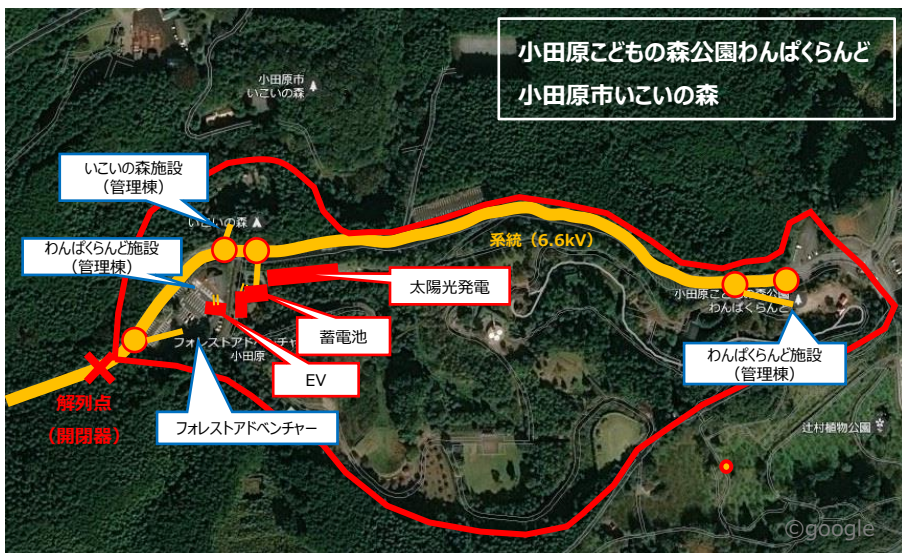 小田原こどもの森公園わんぱくらんど
小田原市いこいの森
小田原市
いこいの森
いこいの森施設
（管理棟）
いこいの森
わんぱくらんど施設
（管理棟）
系統（6.6kV）
太陽光発電
小田原こどもの森公園
わんぱくらんど
蓄電池
フォレストアドベンチャー
小田原
わんぱくらんど施設
（管理棟）
EV
解列点
（開閉器）
フォレストアドベンチャー
辻村植物公園
©google